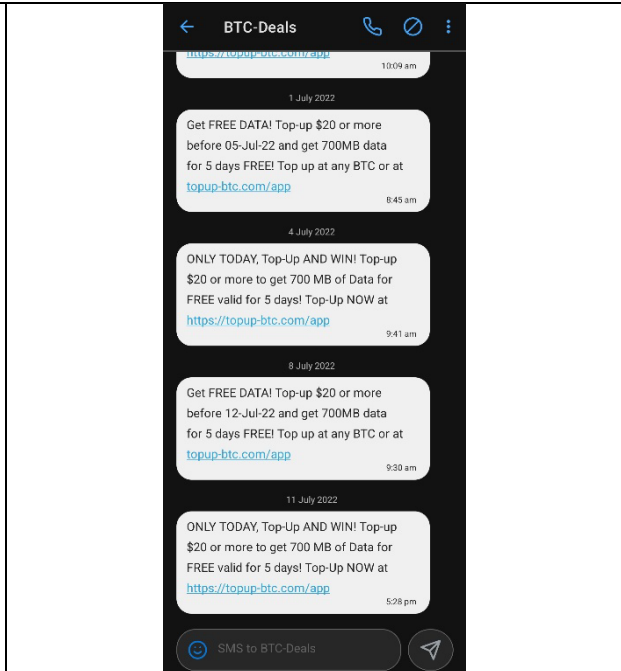 BTC-Deals
https://topup-btc.com/app
10:09 am
1 July 2022
Get FREE DATA! Top-up $20 or more
before 05-Jul-22 and get 700MB data
for 5 days FREE! Top up at any BTC or at
topup-btc.com/app
8:45 am
4 July 2022
ONLY TODAY, Top-Up AND WIN! Top-up
$20 or more to get 700 MB of Data for
FREE valid for 5 days! Top-Up NOW at
https://topup-btc.com/app
9:41 am
8 July 2022
Get FREE DATA! Top-up $20 or more
before 12-Jul-22 and get 700MB data
for 5 days FREE! Top up at any BTC or at
topup-btc.com/app
9:30 am
11 July 2022
ONLY TODAY, Top-Up AND WIN! Top-up
$20 or more to get 700 MB of Data for
FREE valid for 5 days! Top-Up NOW at
https://topup-btc.com/app
5:28 pm
SMS to BTC-Deals